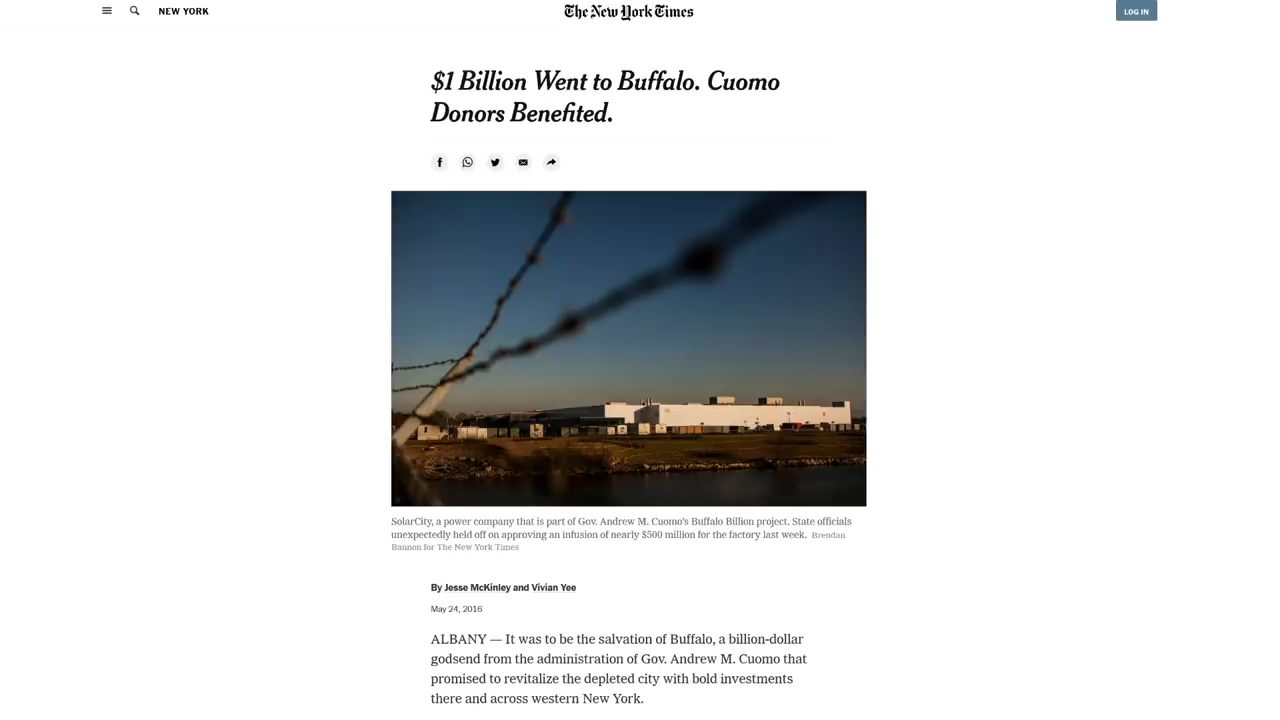 NEW YORK
The New York Times
LOG IN
$1 Billion Went to Buffalo. Cuomo
Donors Benefited.
SolarCity, a power company that is part of Gov. Andrew M. Cuomo's Buffalo Billion project. State officials
unexpectedly held off on approving an infusion of nearly $500 million for the factory last week. Brendan
Bannon for The New York Times
By Jesse McKinley and Vivian Yee
May 24, 2016
ALBANY — It was to be the salvation of Buffalo, a billion-dollar
godsend from the administration of Gov. Andrew M. Cuomo that
promised to revitalize the depleted city with bold investments
there and across western New York.